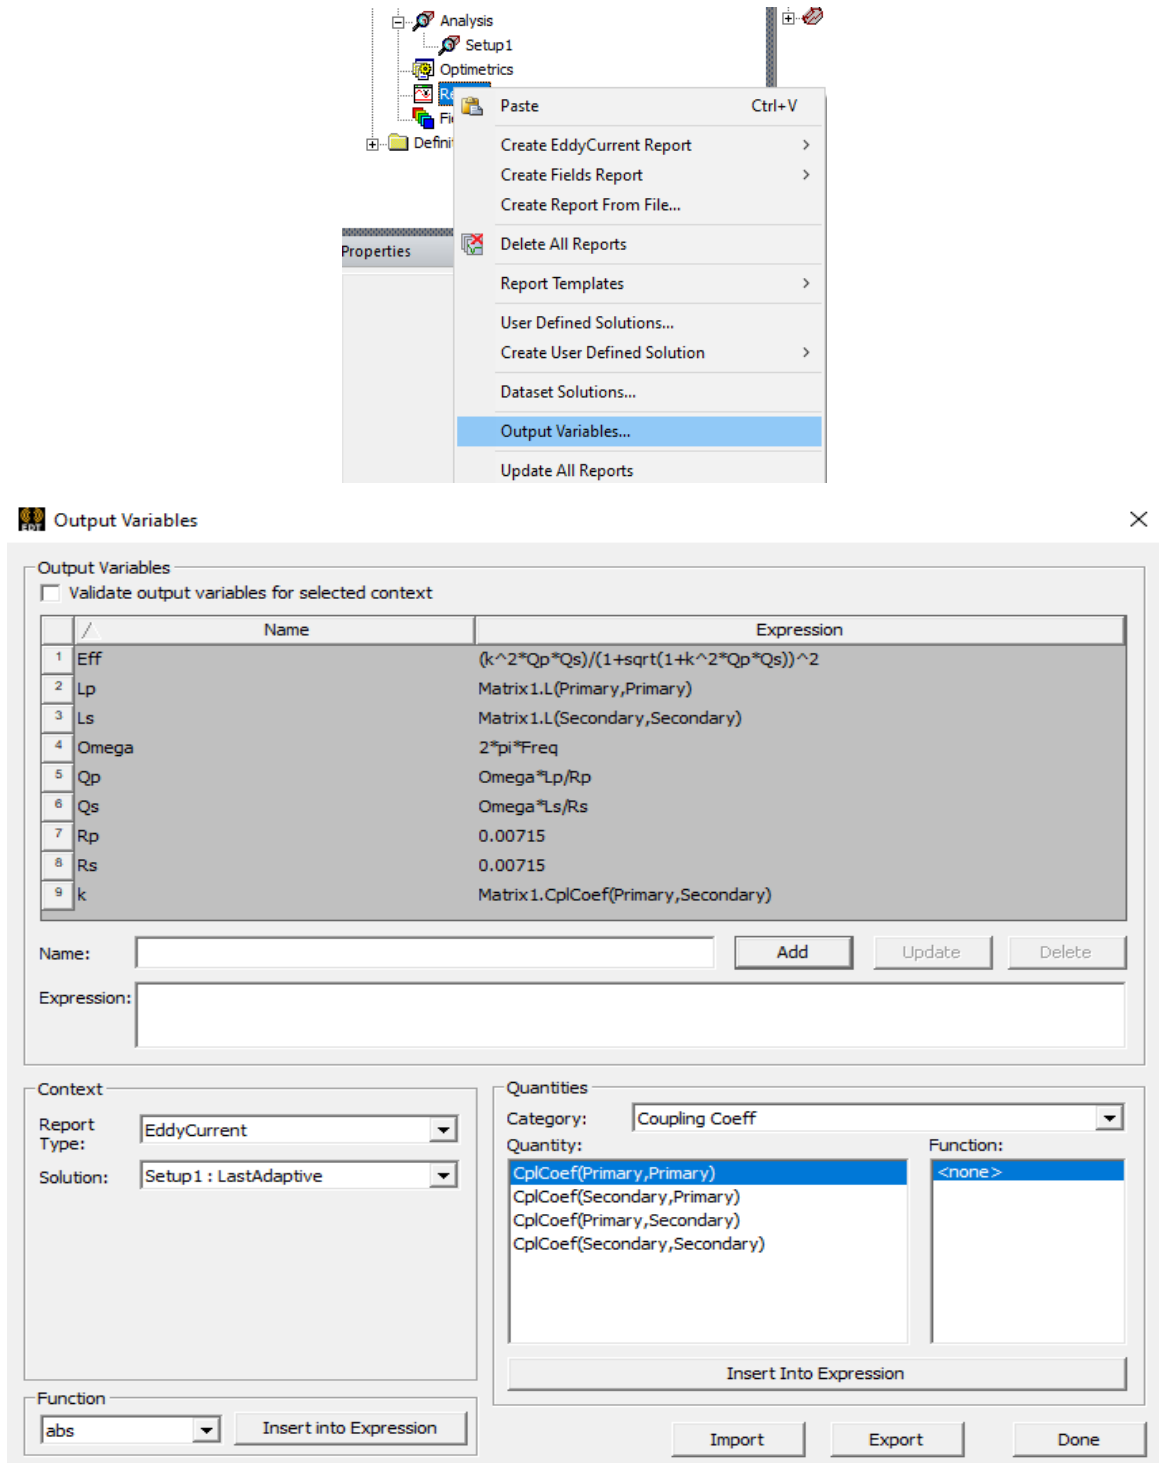 Analysis
Setup1
Optimetrics
Paste Ctrl+V
Create EddyCurrent Report
Create Fields Report
Create Report From File...
Properties
Delete All Reports
Report Templates
User Defined Solutions...
Create User Defined Solution
Dataset Solutions...
Output Variables...
Update All Reports
EDT Output Variables
Output Variables
Validate output variables for selected context
Name Expression
1 Eff (k^2*Qp*Qs)/(1+sqrt(1+k^2*Qp*Qs))^2
2 Lp Matrix1.L(Primary,Primary)
3 Ls Matrix1.L(Secondary,Secondary)
4 Omega 2*pi*Freq
5 Qp Omega*Lp/Rp
6 Qs Omega*Ls/Rs
7 Rp 0.00715
8 Rs 0.00715
9 k Matrix1.CplCoef(Primary,Secondary)
Name: Add Update Delete
Expression:
Context
Report Type: EddyCurrent
Solution: Setup1 : LastAdaptive
Quantities
Category: Coupling Coeff
Quantity: Function:
CplCoef(Primary,Primary) <none>
CplCoef(Secondary,Primary)
CplCoef(Primary,Secondary)
CplCoef(Secondary,Secondary)
Insert Into Expression
Function
abs Insert into Expression
Import Export Done